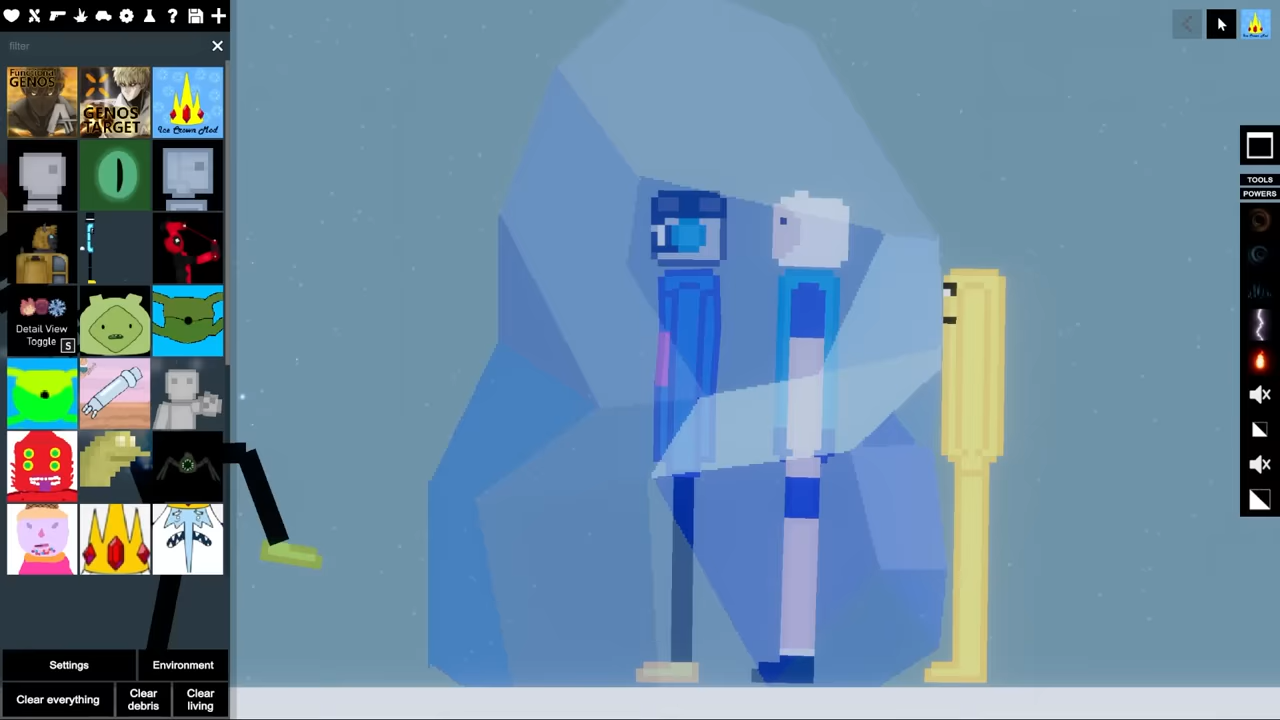 filter
Functional
GENOS
GENOS
TARGET
Ice Crown Mod
Detail View
Toggle S
Settings
Environment
Clear everything
Clear
debris
Clear
living
TOOLS
POWERS